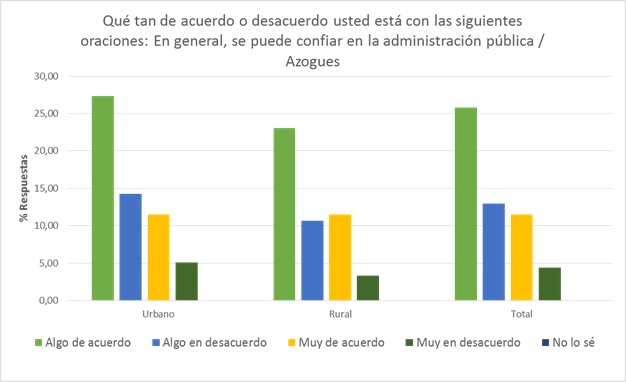 Qué tan de acuerdo o desacuerdo usted está con las siguientes
oraciones: En general, se puede confiar en la administración pública /
Azogues
% Respuestas
30,00
25,00
20,00
15,00
10,00
5,00
0,00
Urbano Rural Total
Algo de acuerdo Algo en desacuerdo Muy de acuerdo Muy en desacuerdo No lo sé